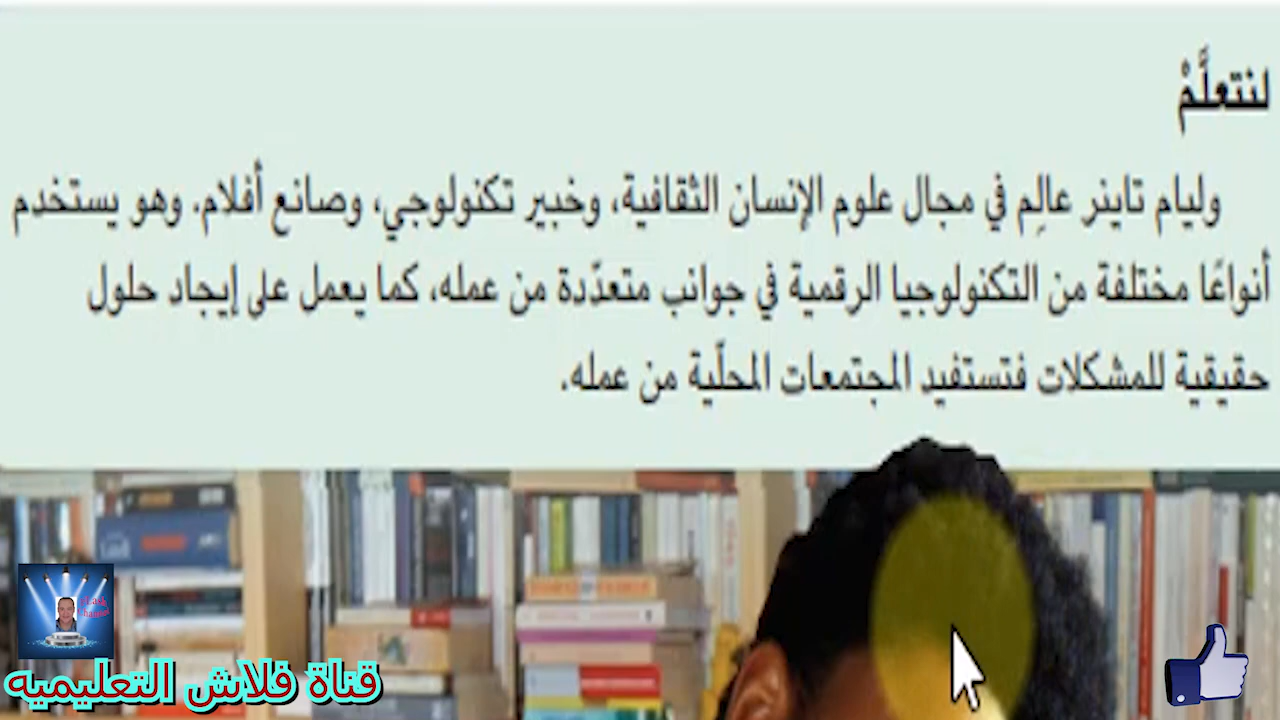 لنتعلَّمْ
وليام تاينر عالِم في مجال علوم الإنسان الثقافية، وخبير تكنولوجي، وصانع أفلام. وهو يستخدم
أنواعًا مختلفة من التكنولوجيا الرقمية في جوانب متعدّدة من عمله، كما يعمل على إيجاد حلول
حقيقية للمشكلات فتستفيد المجتمعات المحلّية من عمله.
قناة فلاش التعليميه